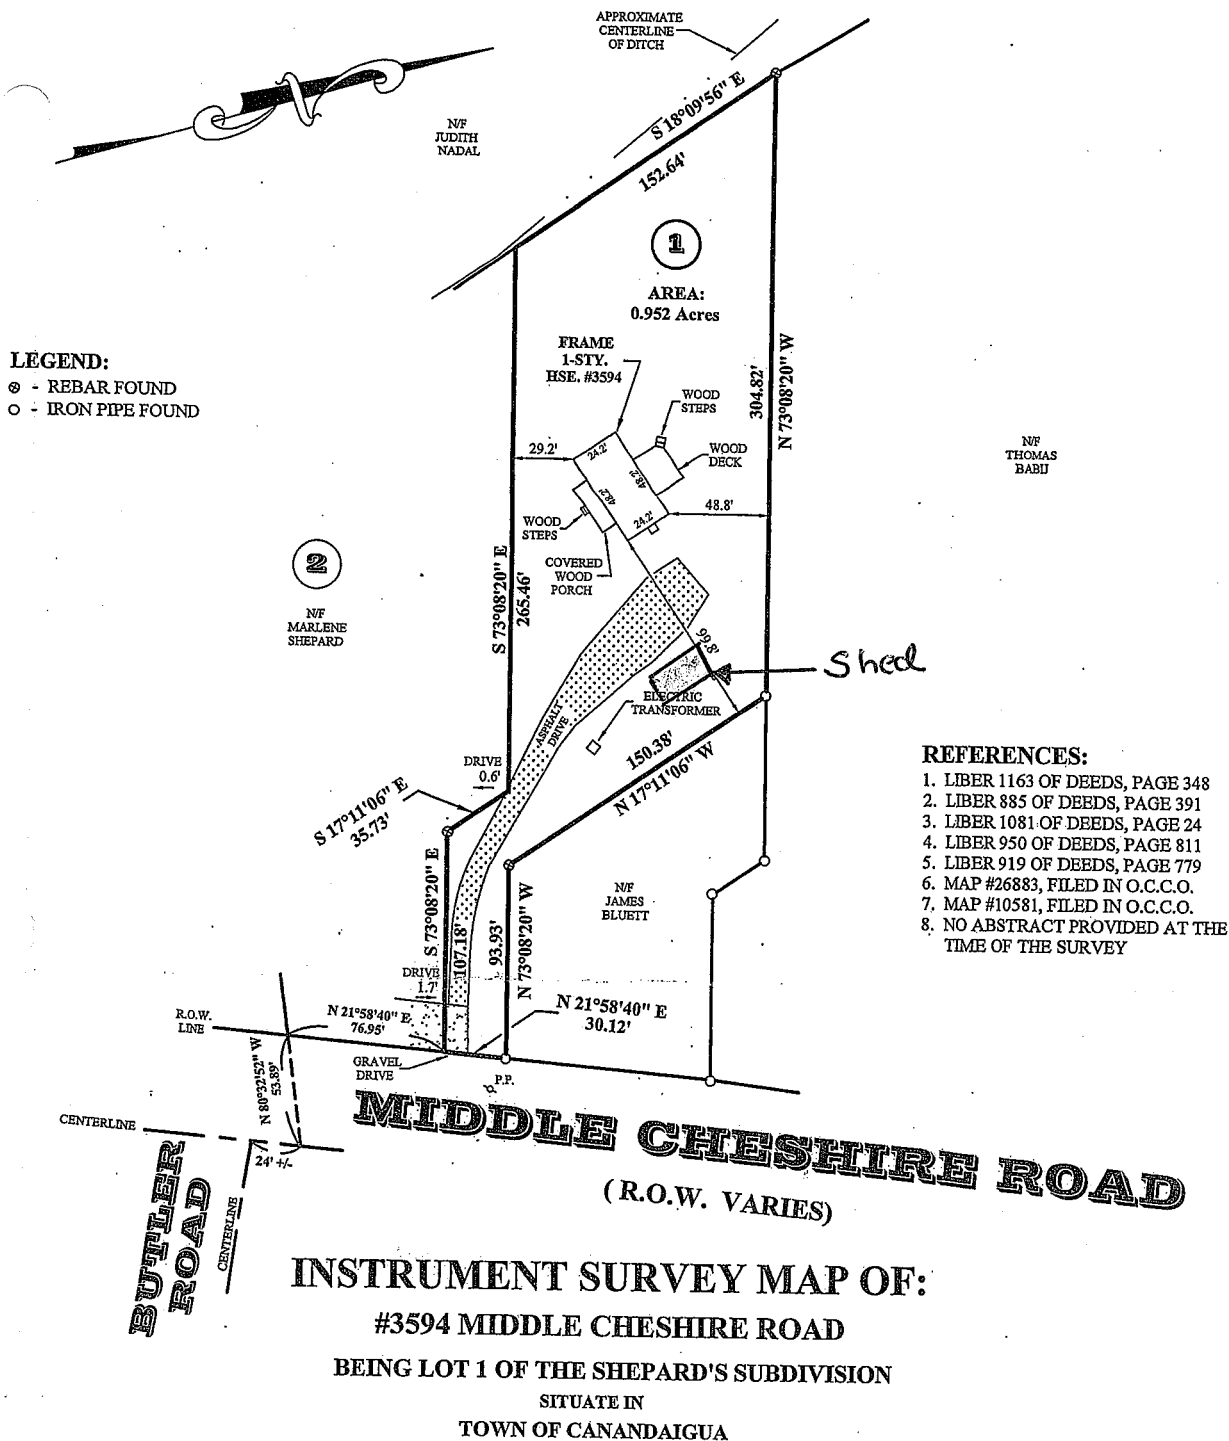 APPROXIMATE
CENTERLINE
OF DITCH
N
N/F
JUDITH
NADAL
S 18°09'56" E
152.64'
1
AREA:
0.952 Acres
LEGEND:
- REBAR FOUND
- IRON PIPE FOUND
FRAME
1-STY.
HSE. #3594
WOOD
STEPS
WOOD
DECK
29.2'
24.2'
48.2'
48.2'
24.2'
48.8'
WOOD
STEPS
COVERED
WOOD
PORCH
304.82'
N 73°08'20" W
N/F
THOMAS
BABIJ
2
N/F
MARLENE
SHEPARD
S 73°08'20" E
265.46'
99.8'
Shed
ELECTRIC
TRANSFORMER
ASPHALT
DRIVE
DRIVE
0.6'
150.38'
N 17°11'06" W
S 17°11'06" E
35.73'
REFERENCES:
1. LIBER 1163 OF DEEDS, PAGE 348
2. LIBER 885 OF DEEDS, PAGE 391
3. LIBER 1081 OF DEEDS, PAGE 24
4. LIBER 950 OF DEEDS, PAGE 811
5. LIBER 919 OF DEEDS, PAGE 779
6. MAP #26883, FILED IN O.C.C.O.
7. MAP #10581, FILED IN O.C.C.O.
8. NO ABSTRACT PROVIDED AT THE
TIME OF THE SURVEY
S 73°08'20" E
107.18'
93.93'
N 73°08'20" W
N/F
JAMES
BLUETT
DRIVE
1.7'
R.O.W.
LINE
N 21°58'40" E
76.95'
N 21°58'40" E
30.12'
N 80°32'52" W
53.89'
GRAVEL
DRIVE
P.P.
CENTERLINE
24' +/-
CENTERLINE
MIDDLE CHESHIRE ROAD
(R.O.W. VARIES)
BUTLER
ROAD
INSTRUMENT SURVEY MAP OF:
#3594 MIDDLE CHESHIRE ROAD
BEING LOT 1 OF THE SHEPARD'S SUBDIVISION
SITUATE IN
TOWN OF CANANDAIGUA